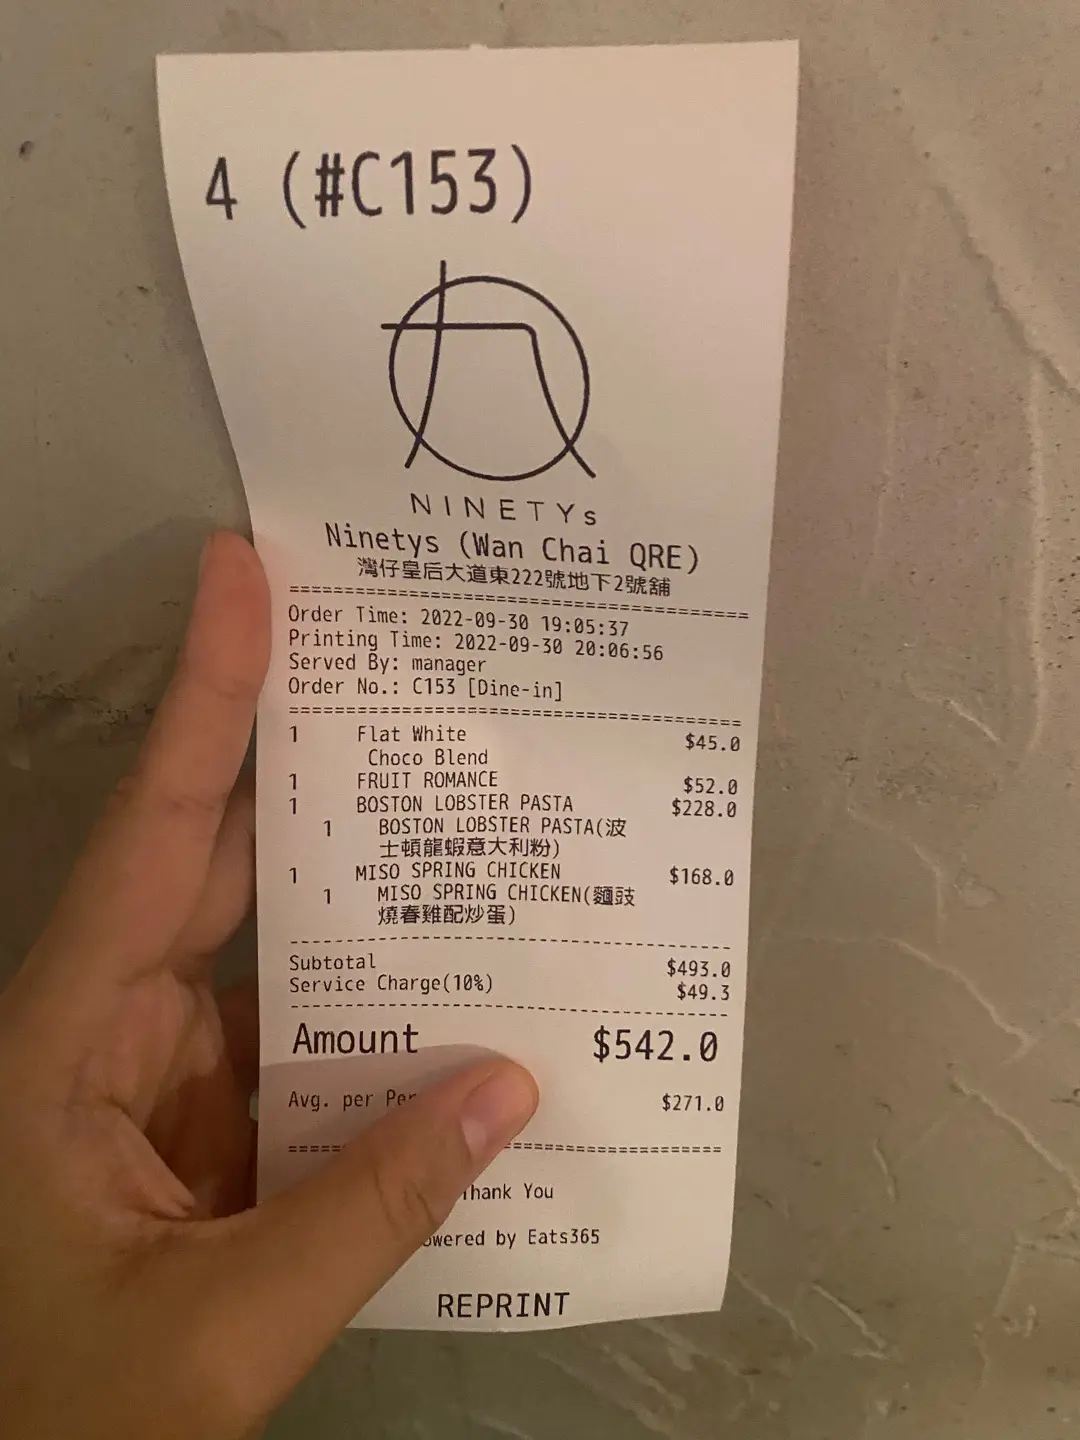 4 (#C153)
NINETYs
Ninetys (Wan Chai QRE)
灣仔皇后大道東222號地下2號舖
Order Time: 2022-09-30 19:05:37
Printing Time: 2022-09-30 20:06:56
Served By: manager
Order No.: C153 [Dine-in]
1 Flat White $45.0
Choco Blend
1 FRUIT ROMANCE $52.0
1 BOSTON LOBSTER PASTA $228.0
1 BOSTON LOBSTER PASTA(波
士頓龍蝦意大利粉)
1 MISO SPRING CHICKEN $168.0
1 MISO SPRING CHICKEN(麵豉
燒春雞配炒蛋)
Subtotal $493.0
Service Charge(10%) $49.3
Amount $542.0
Avg. per $271.0
Thank You
by Eats365
REPRINT